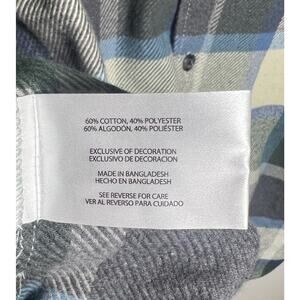 60% COTTON, 40% POLYESTER
60% ALGODÓN, 40% POLIÉSTER
EXCLUSIVE OF DECORATION
EXCLUSIVO DE DECORACION
MADE IN BANGLADESH
HECHO EN BANGLADESH
SEE REVERSE FOR CARE
VER AL REVERSO PARA CUIDADO